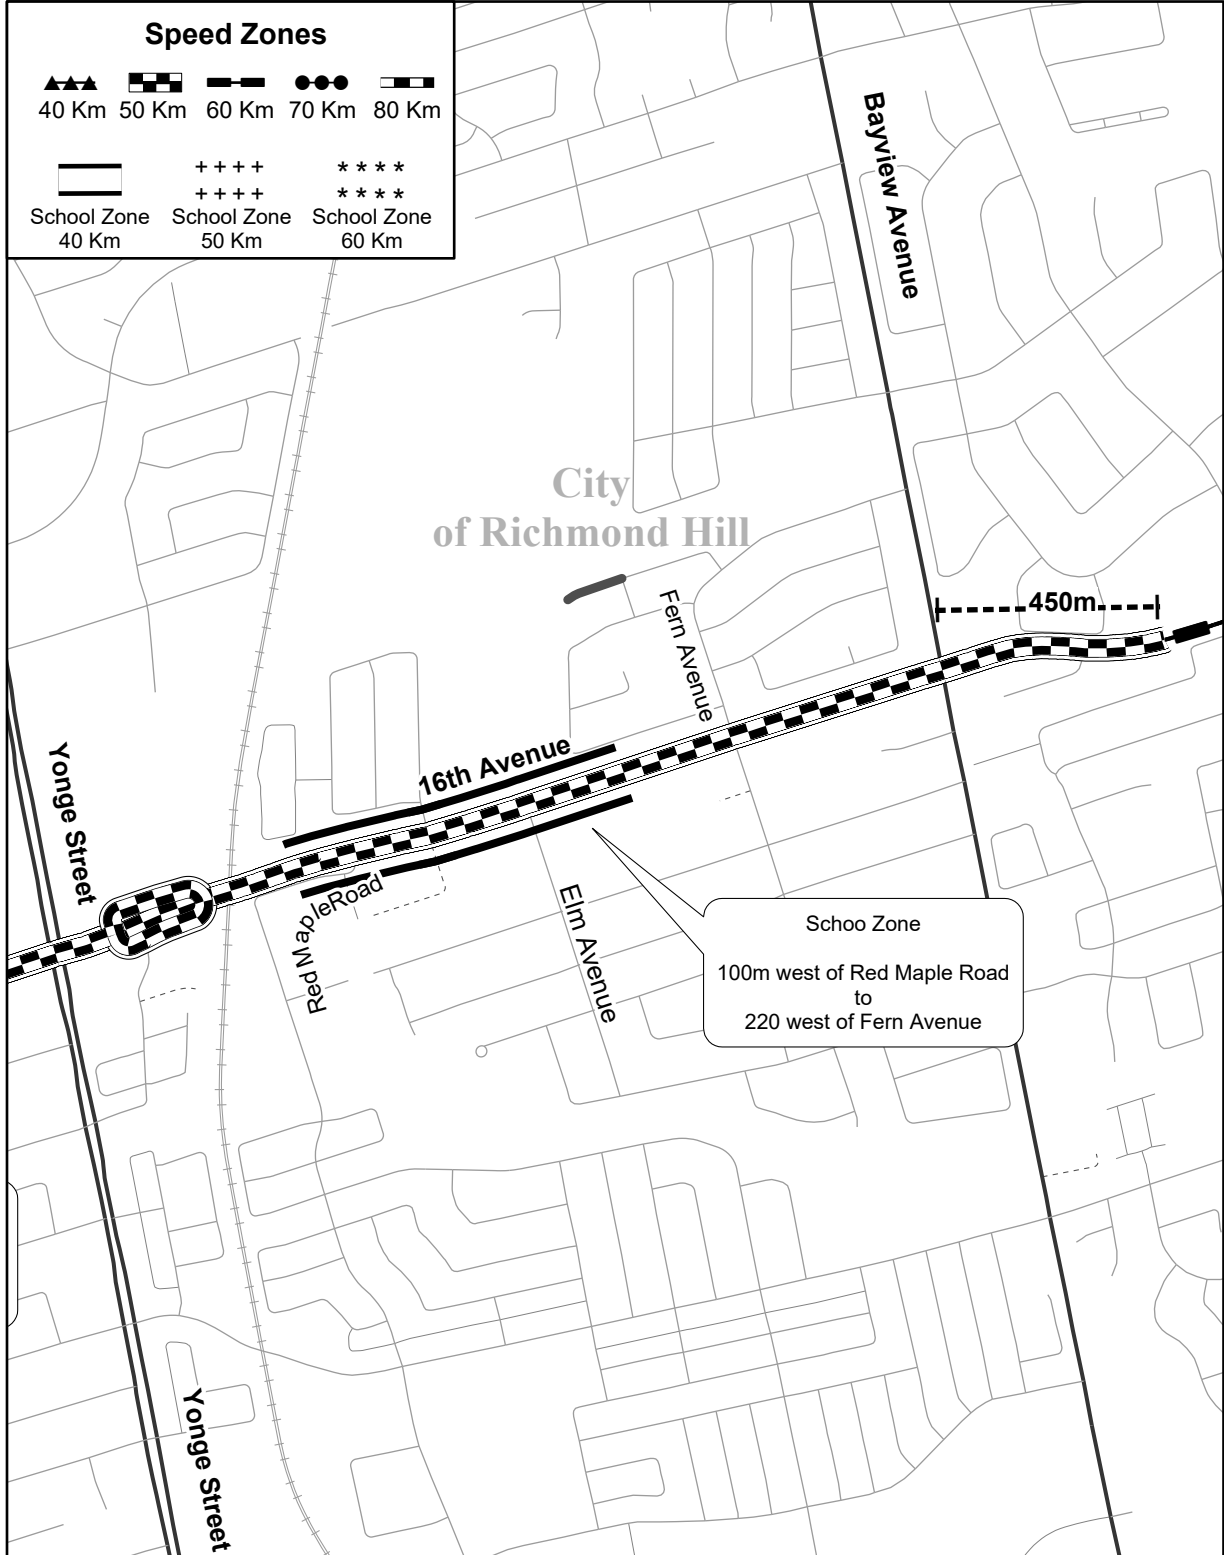 Speed Zones
40 Km 50 Km 60 Km 70 Km 80 Km
School Zone School Zone School Zone
40 Km 50 Km 60 Km
Bayview Avenue
City
of Richmond Hill
Fern Avenue
450m
16th Avenue
Yonge Street
Red Maple Road
Elm Avenue
Schoo Zone
100m west of Red Maple Road
to
220 west of Fern Avenue
Yonge Street